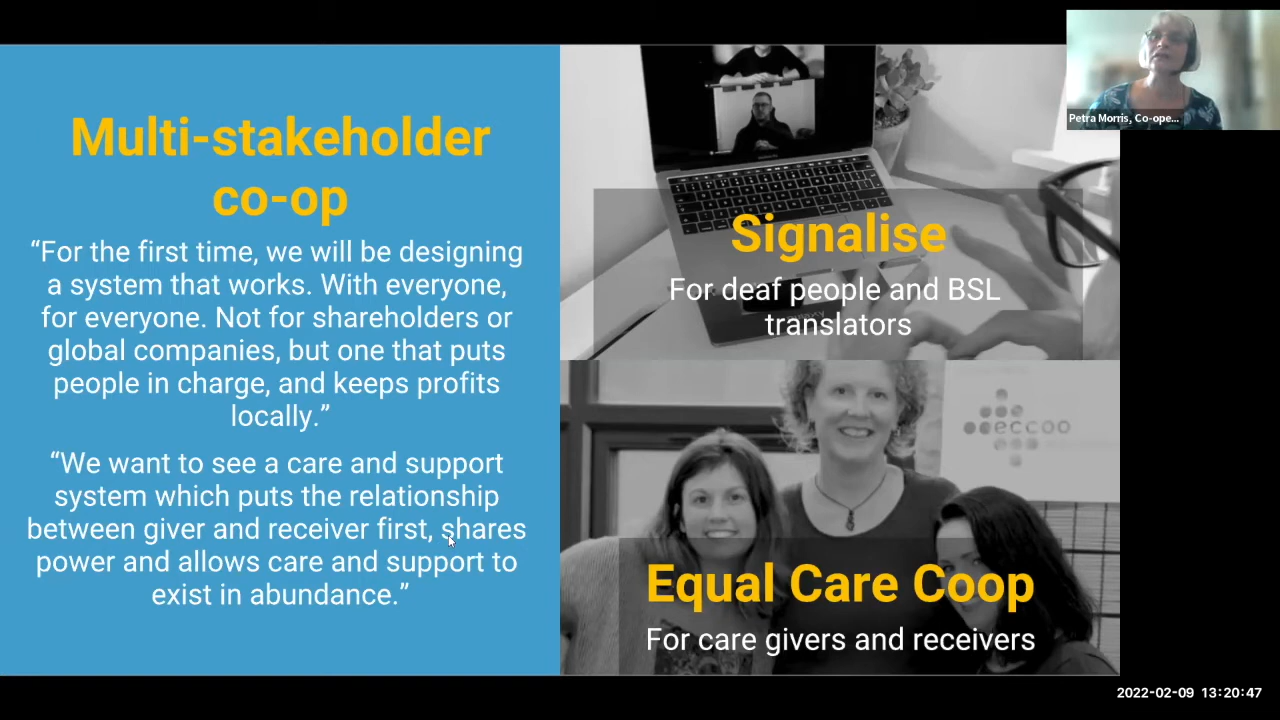 Multi-stakeholder
co-op
“For the first time, we will be designing
a system that works. With everyone,
for everyone. Not for shareholders or
global companies, but one that puts
people in charge, and keeps profits
locally.”
“We want to see a care and support
system which puts the relationship
between giver and receiver first, shares
power and allows care and support to
exist in abundance.”
Signalise
For deaf people and BSL
translators
eccoo
Equal Care Coop
For care givers and receivers
Petra Morris, Co-ope...
2022-02-09 13:20:47